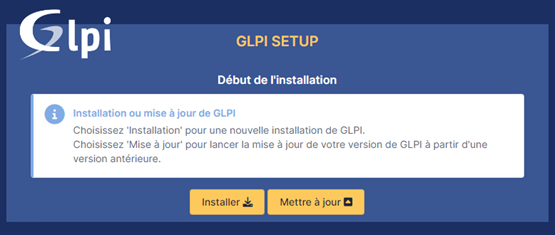 Glpi
GLPI SETUP
Début de l'installation
Installation ou mise à jour de GLPI
Choisissez 'Installation' pour une nouvelle installation de GLPI.
Choisissez 'Mise à jour' pour lancer la mise à jour de votre version de GLPI à partir d'une
version antérieure.
Installer
Mettre à jour